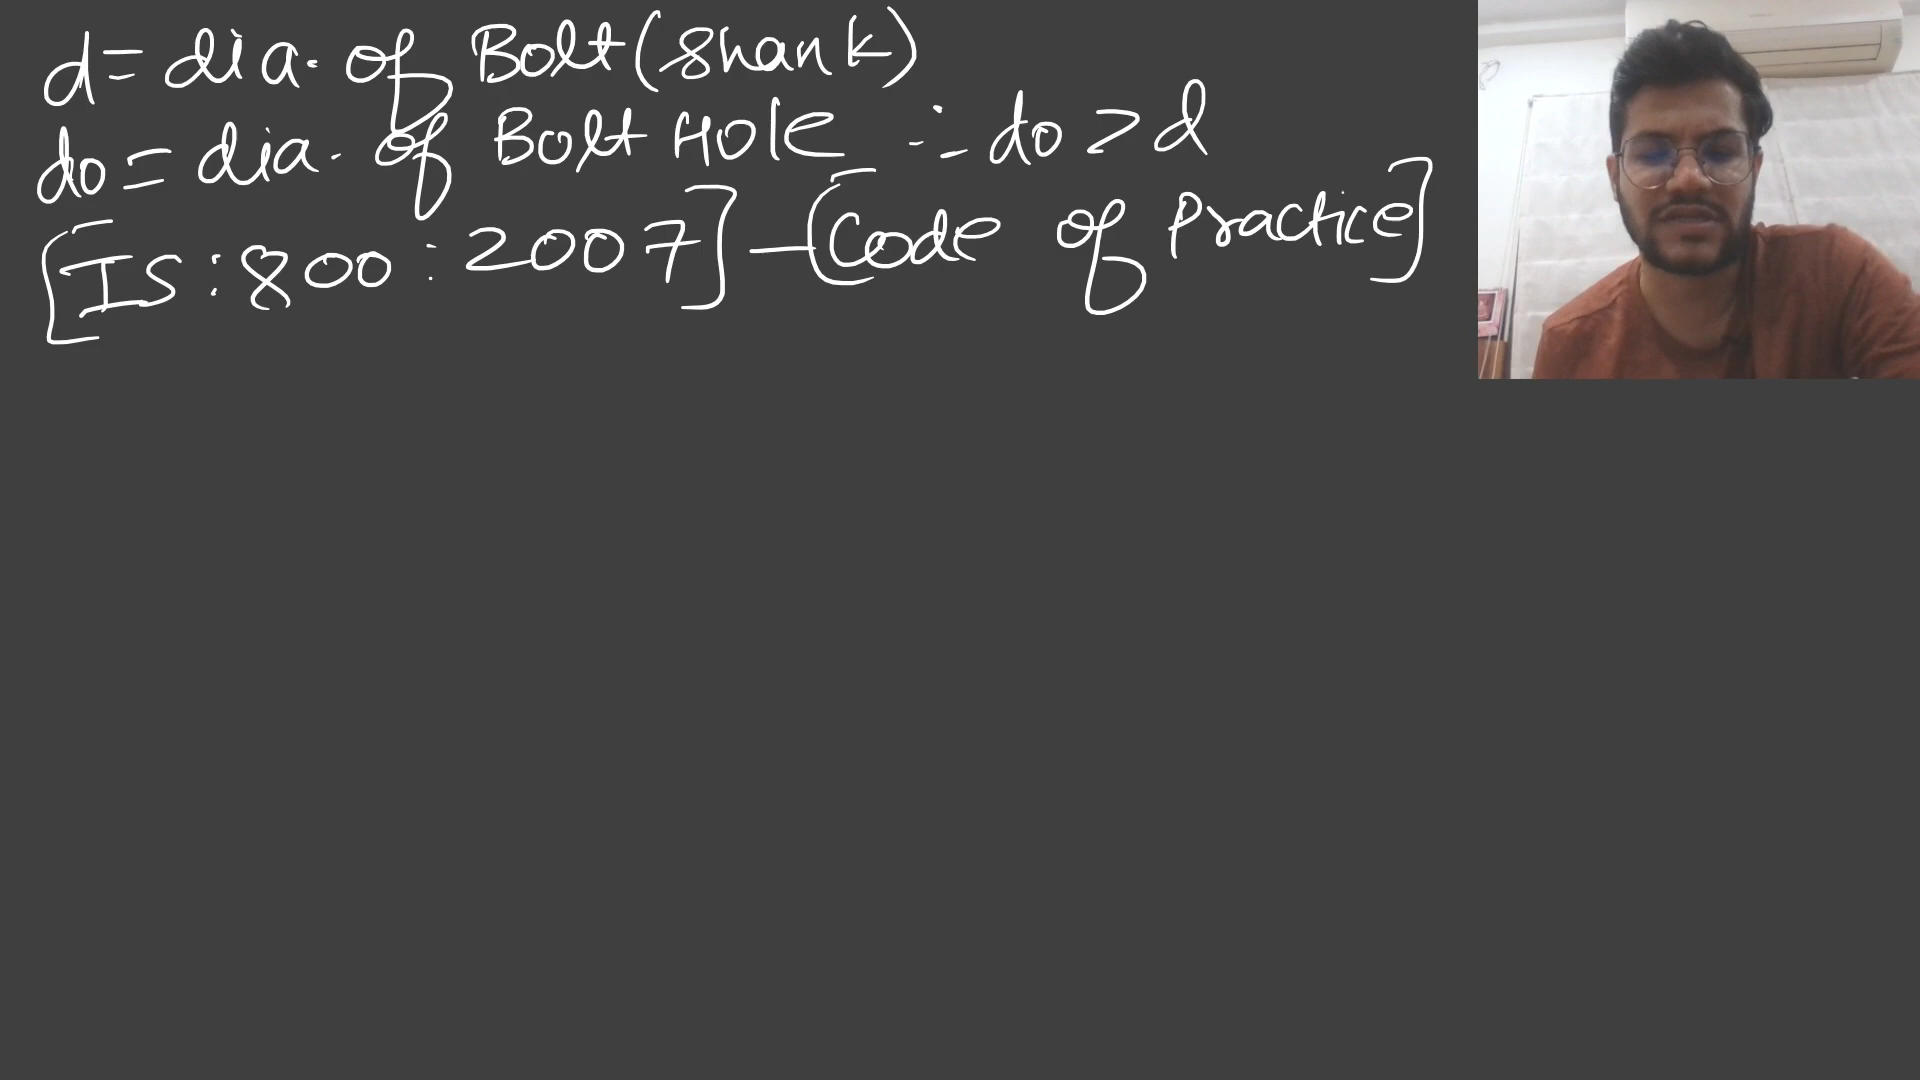 d = dia. of Bolt (Shank)
do = dia. of Bolt Hole ∴ do > d
[IS : 800 : 2007] - [Code of Practice]